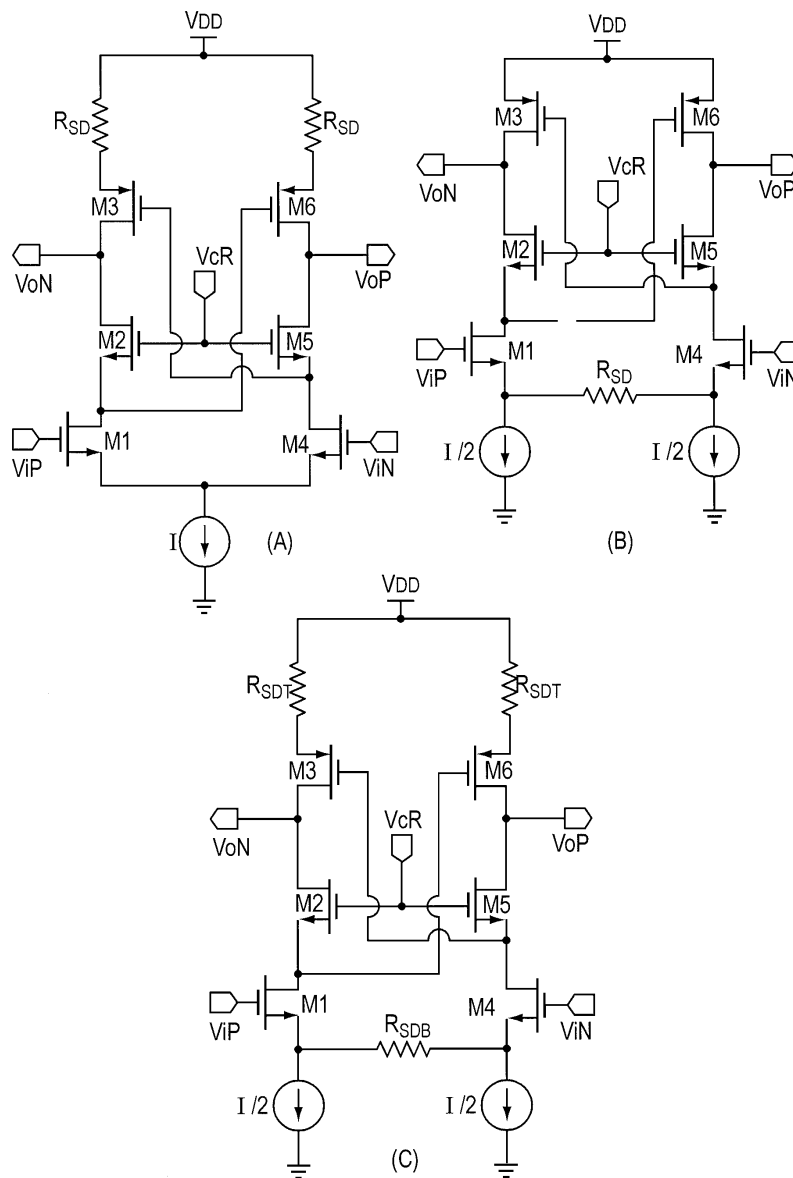 VDD
RSD
RSD
M3
M6
VoN
VcR
VoP
M2
M5
M1
M4
ViP
ViN
I
(A)
VDD
M3
M6
VoN
VcR
VoP
M2
M5
M1
M4
ViP
ViN
RSD
I/2
I/2
(B)
VDD
RSDT
RSDT
M3
M6
VoN
VcR
VoP
M2
M5
M1
M4
ViP
ViN
RSDB
I/2
I/2
(C)